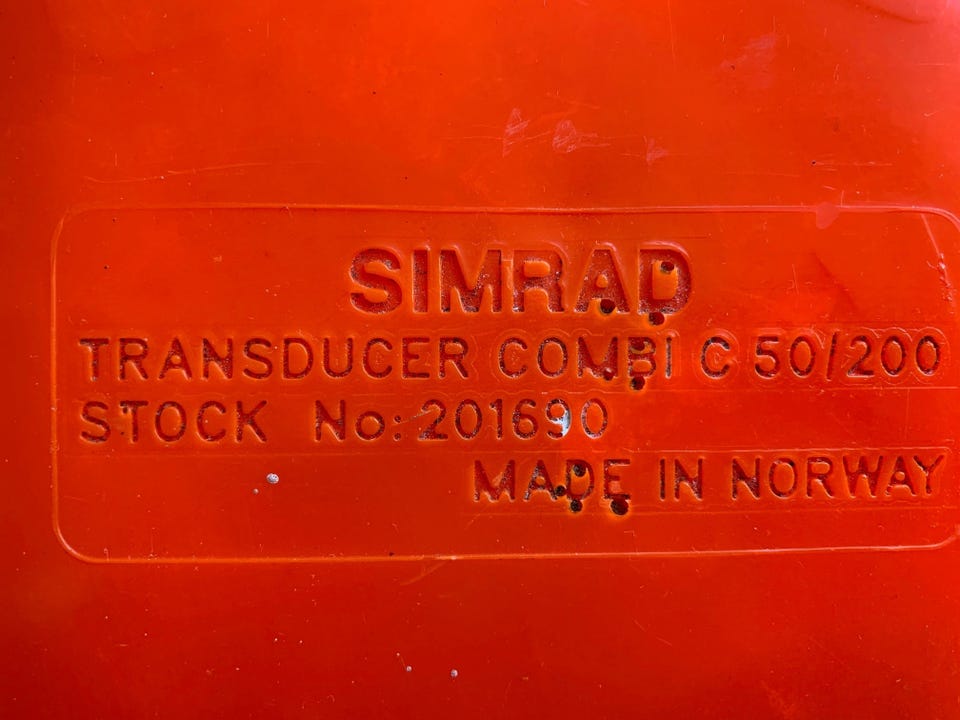 SIMRAD
TRANSDUCER COMBI C 50/200
STOCK No: 201690
MADE IN NORWAY